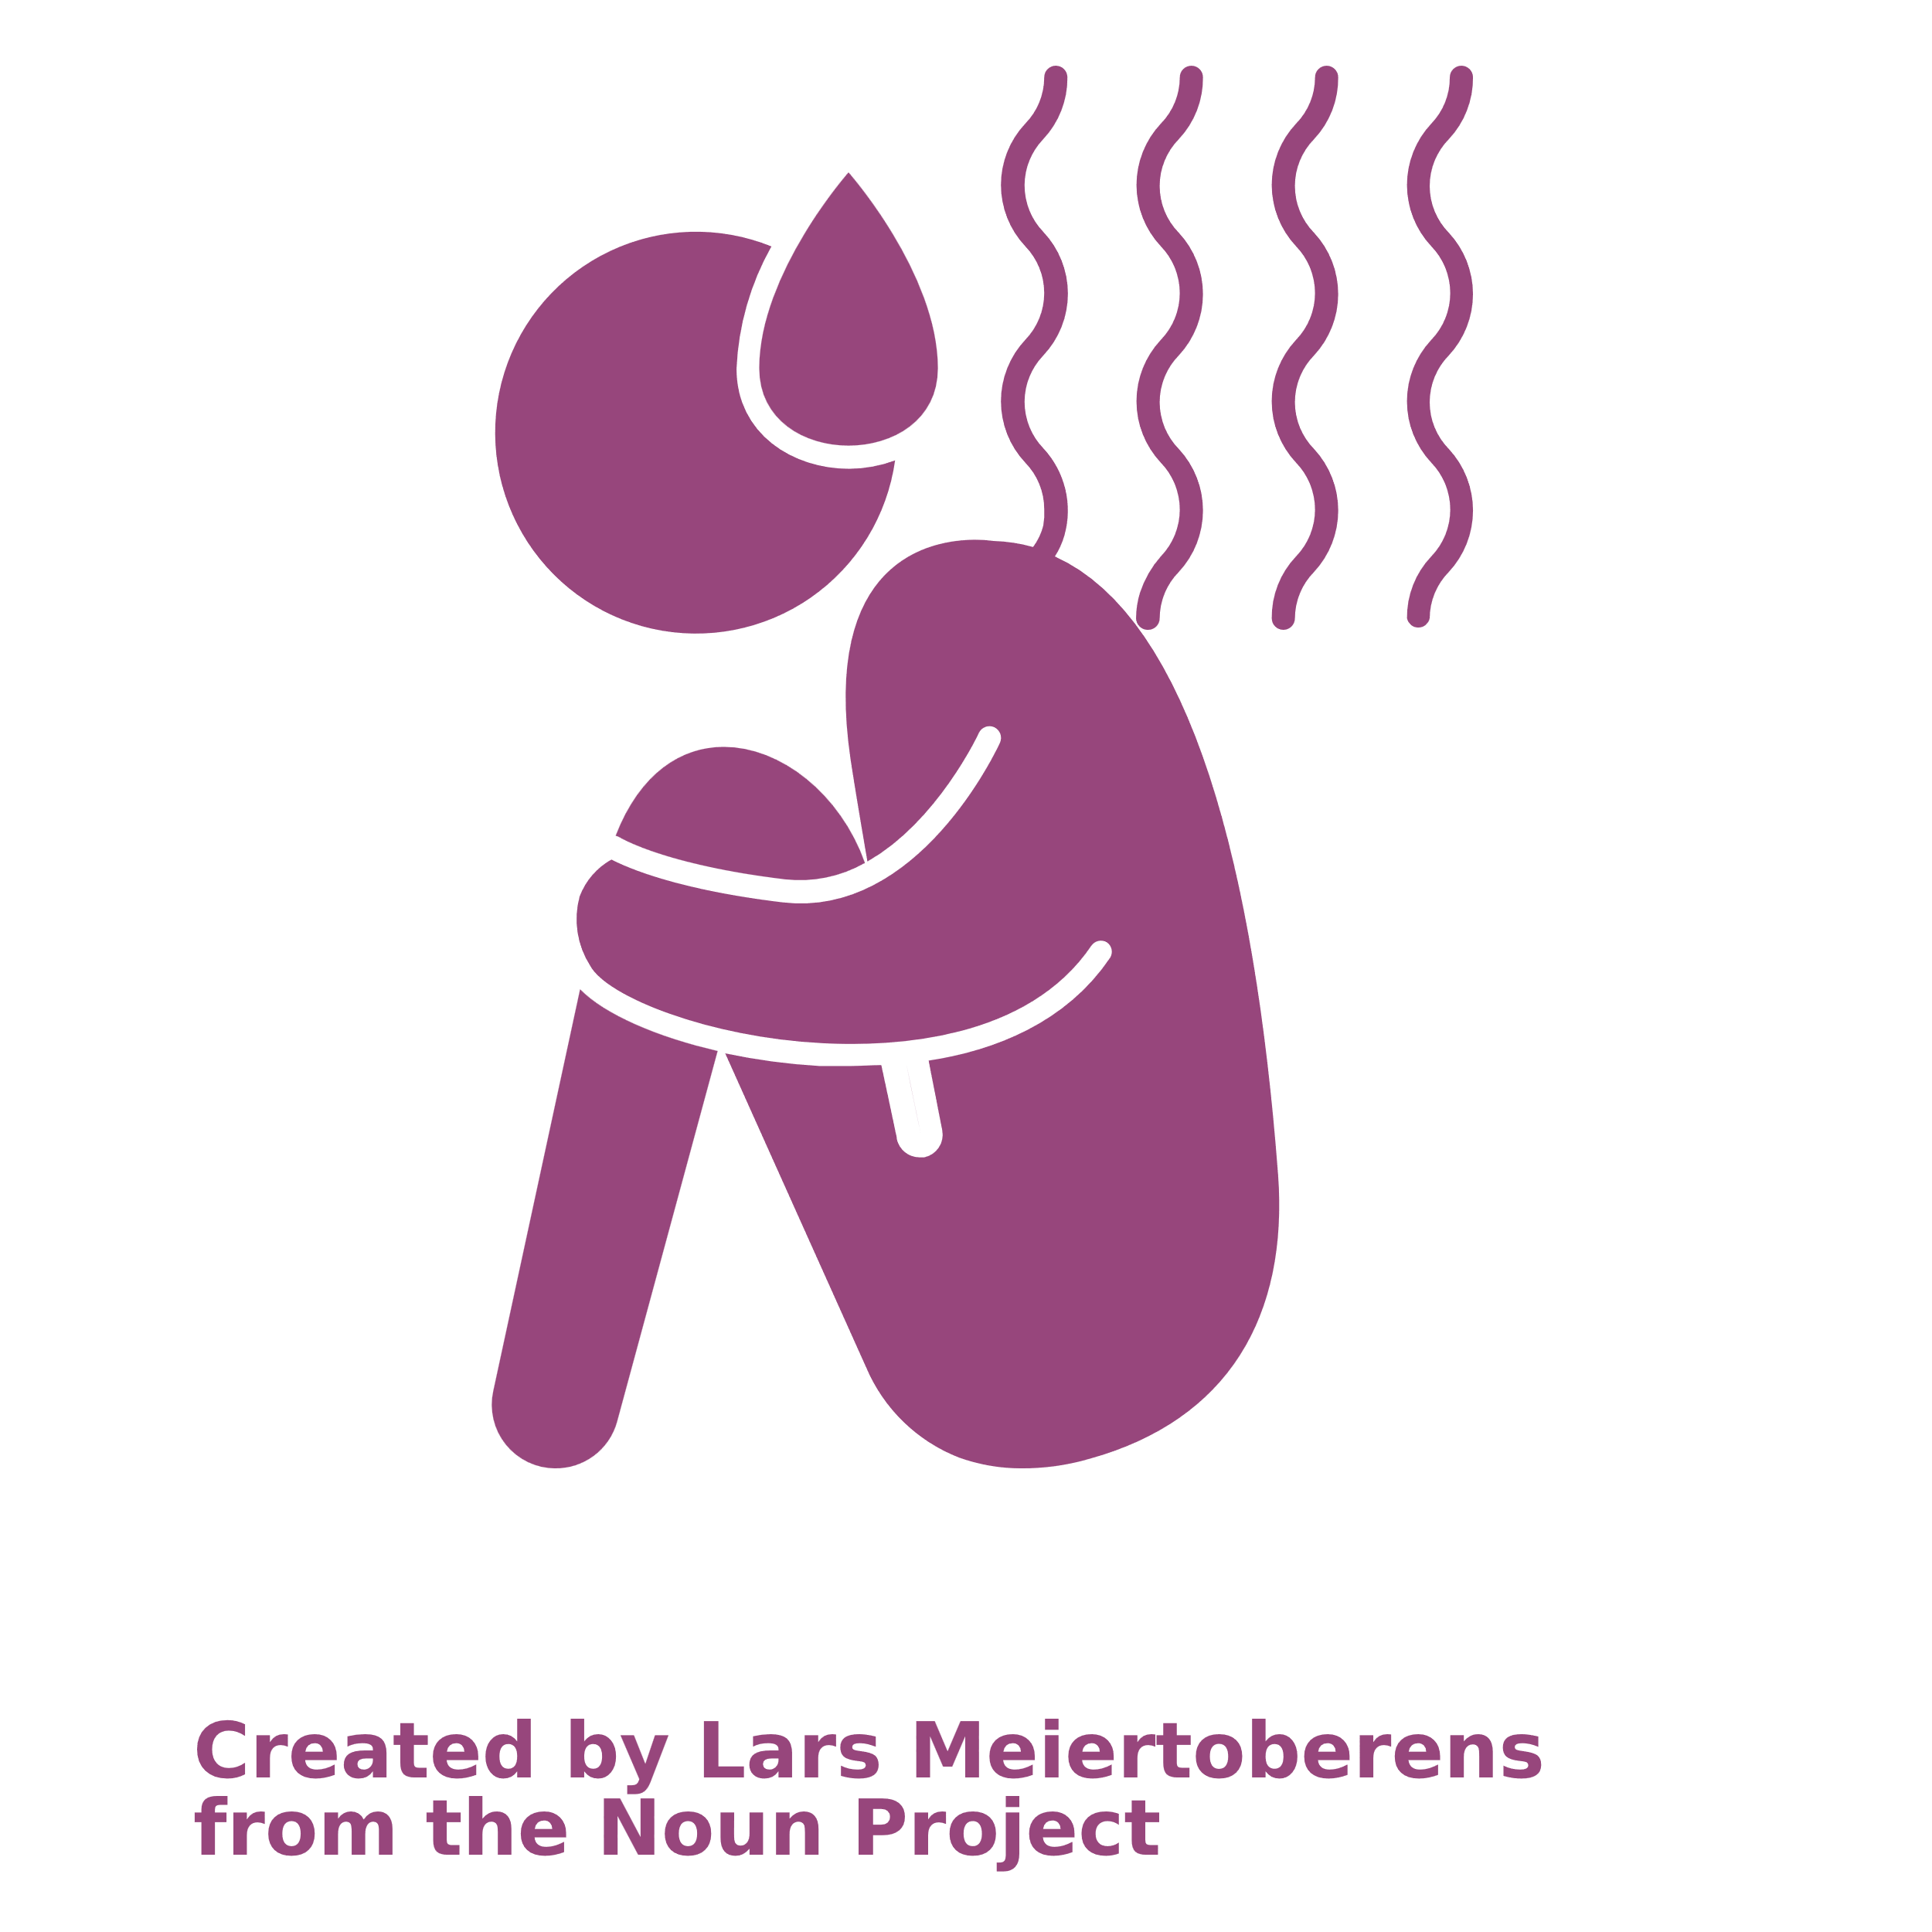 Created by Lars Meiertoberens
from the Noun Project